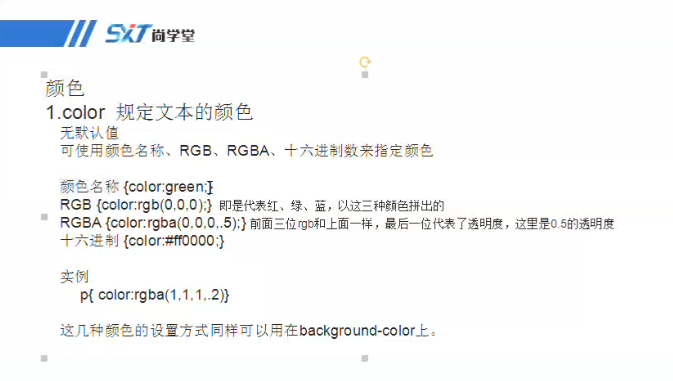 SXT 尚学堂
颜色
1.color 规定文本的颜色
无默认值
可使用颜色名称、RGB、RGBA、十六进制数来指定颜色
颜色名称 {color:green;}
RGB {color:rgb(0,0,0);} 即是代表红、绿、蓝，以这三种颜色拼出的
RGBA {color:rgba(0,0,0,.5);} 前面三位rgb和上面一样，最后一位代表了透明度，这里是0.5的透明度
十六进制 {color:#ff0000;}
实例
p{ color:rgba(1,1,1,.2)}
这几种颜色的设置方式同样可以用在background-color上。